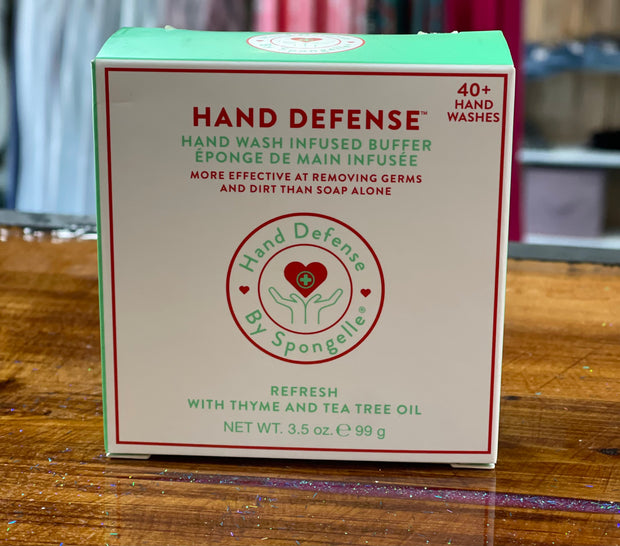 40+
HAND
WASHES
HAND DEFENSE™
HAND WASH INFUSED BUFFER
ÉPONGE DE MAIN INFUSÉE
MORE EFFECTIVE AT REMOVING GERMS
AND DIRT THAN SOAP ALONE
Hand Defense
By Spongelle®
REFRESH
WITH THYME AND TEA TREE OIL
NET WT. 3.5 oz. ℮ 99 g